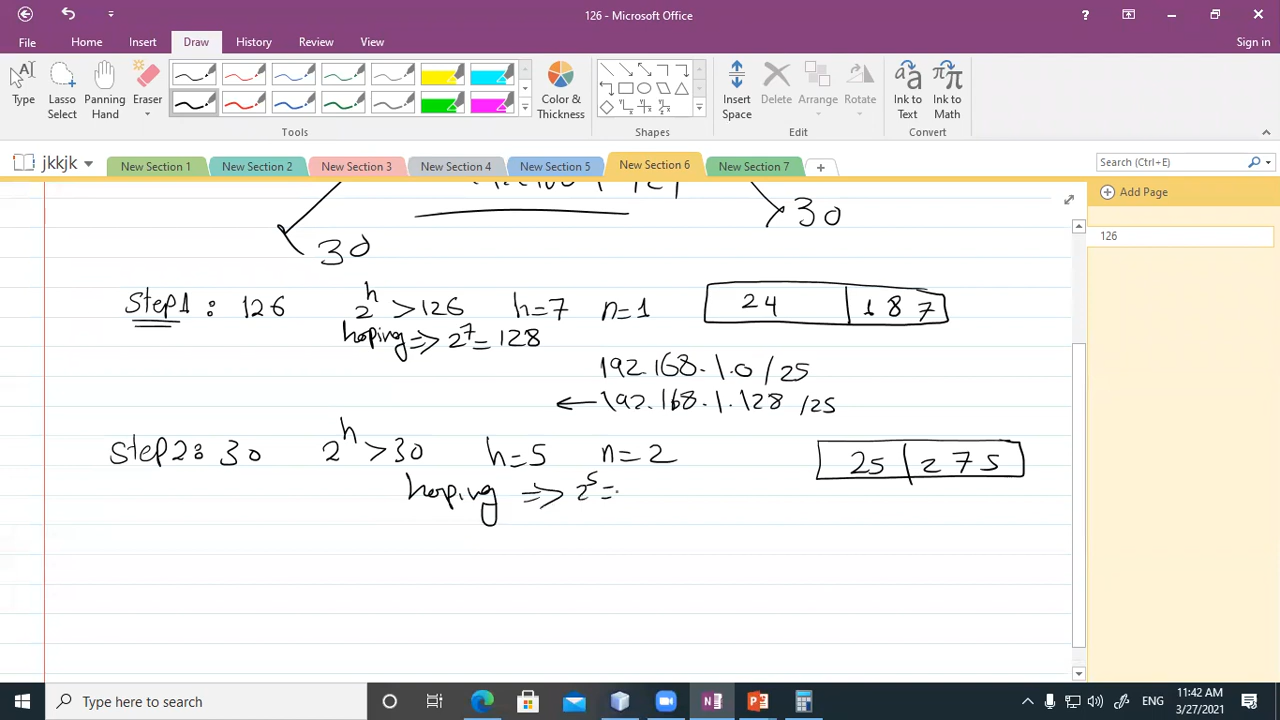 126 - Microsoft Office
?
File Home Insert Draw History Review View Sign in
Type
Lasso Select
Panning Hand
Eraser
Color & Thickness
Insert Space
Delete
Arrange
Rotate
Ink to Text
Ink to Math
Tools Shapes Edit Convert
jkkjk New Section 1 New Section 2 New Section 3 New Section 4 New Section 5 New Section 6 New Section 7 Search (Ctrl+E)
Add Page
126
30
30
Step1: 126 2^h > 126 h=7 n=1 24 | 1 8 7
hoping => 2^7 = 128
192.168.1.0 /25
192.168.1.128 /25
Step2: 30 2^h > 30 h=5 n=2 25 | 2 7 5
hoping => 2^5 =
Type here to search
ENG
11:42 AM
3/27/2021